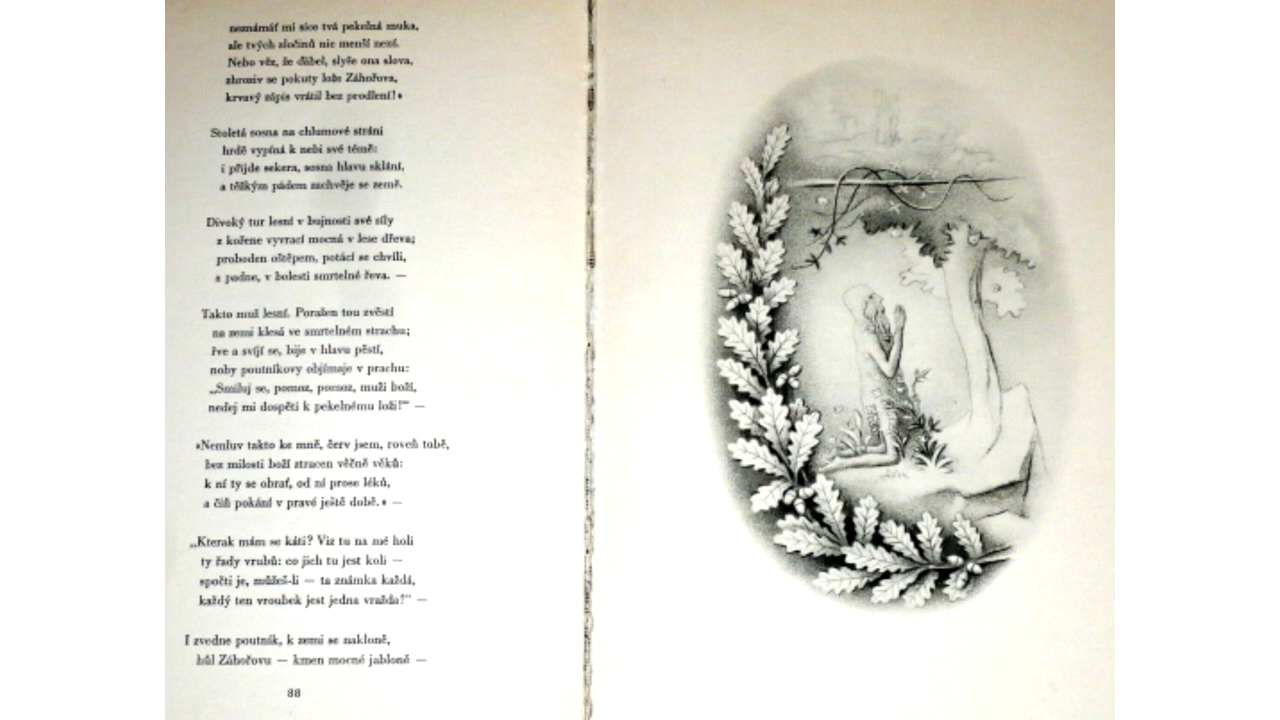 neznámáť mi sice tvá pekelná muka,
ale tvých zločinů nic menší není.
Nebo věz, že ďábel, slyše ona slova,
zhroziv se pokuty lože Záhořova,
krvavý zápis vrátil bez prodlení!«
Stoletá sosna na chlumové stráni
hrdě vypíná k nebi své témě:
i přijde sekera, sosna hlavu sklání,
a těžkým pádem zachvěje se země.
Divoký tur lesní v bujnosti své síly
z kořene vyvrací mocná v lese dřeva;
proboden oštěpem, potácí se chvíli,
a padne, v bolesti smrtelné řeva. —
Takto muž lesní. Poražen tou zvěstí
na zemi klesá ve smrtelném strachu;
řve a svíjí se, bije v hlavu pěstí,
nohy poutníkovy objímaje v prachu:
„Smiluj se, pomoz, pomoz, muži boží,
nedej mi dospěti k pekelnému loži!“ —
»Nemluv takto ke mně, červ jsem, roveň tobě,
bez milosti boží ztracen věčně věků:
k ní ty se obrať, od ní prose léků,
a čiň pokání v pravé ještě době.« —
„Kterak mám se káti? Viz tu na mé holi
ty řady vrubů: co jich tu jest koli —
spočti je, můžeš-li — ta známka každá,
každý ten vroubek jest jedna vražda!“ —
I zvedne poutník, k zemi se nakloně,
hůl Záhořovu — kmen mocné jabloně —
88